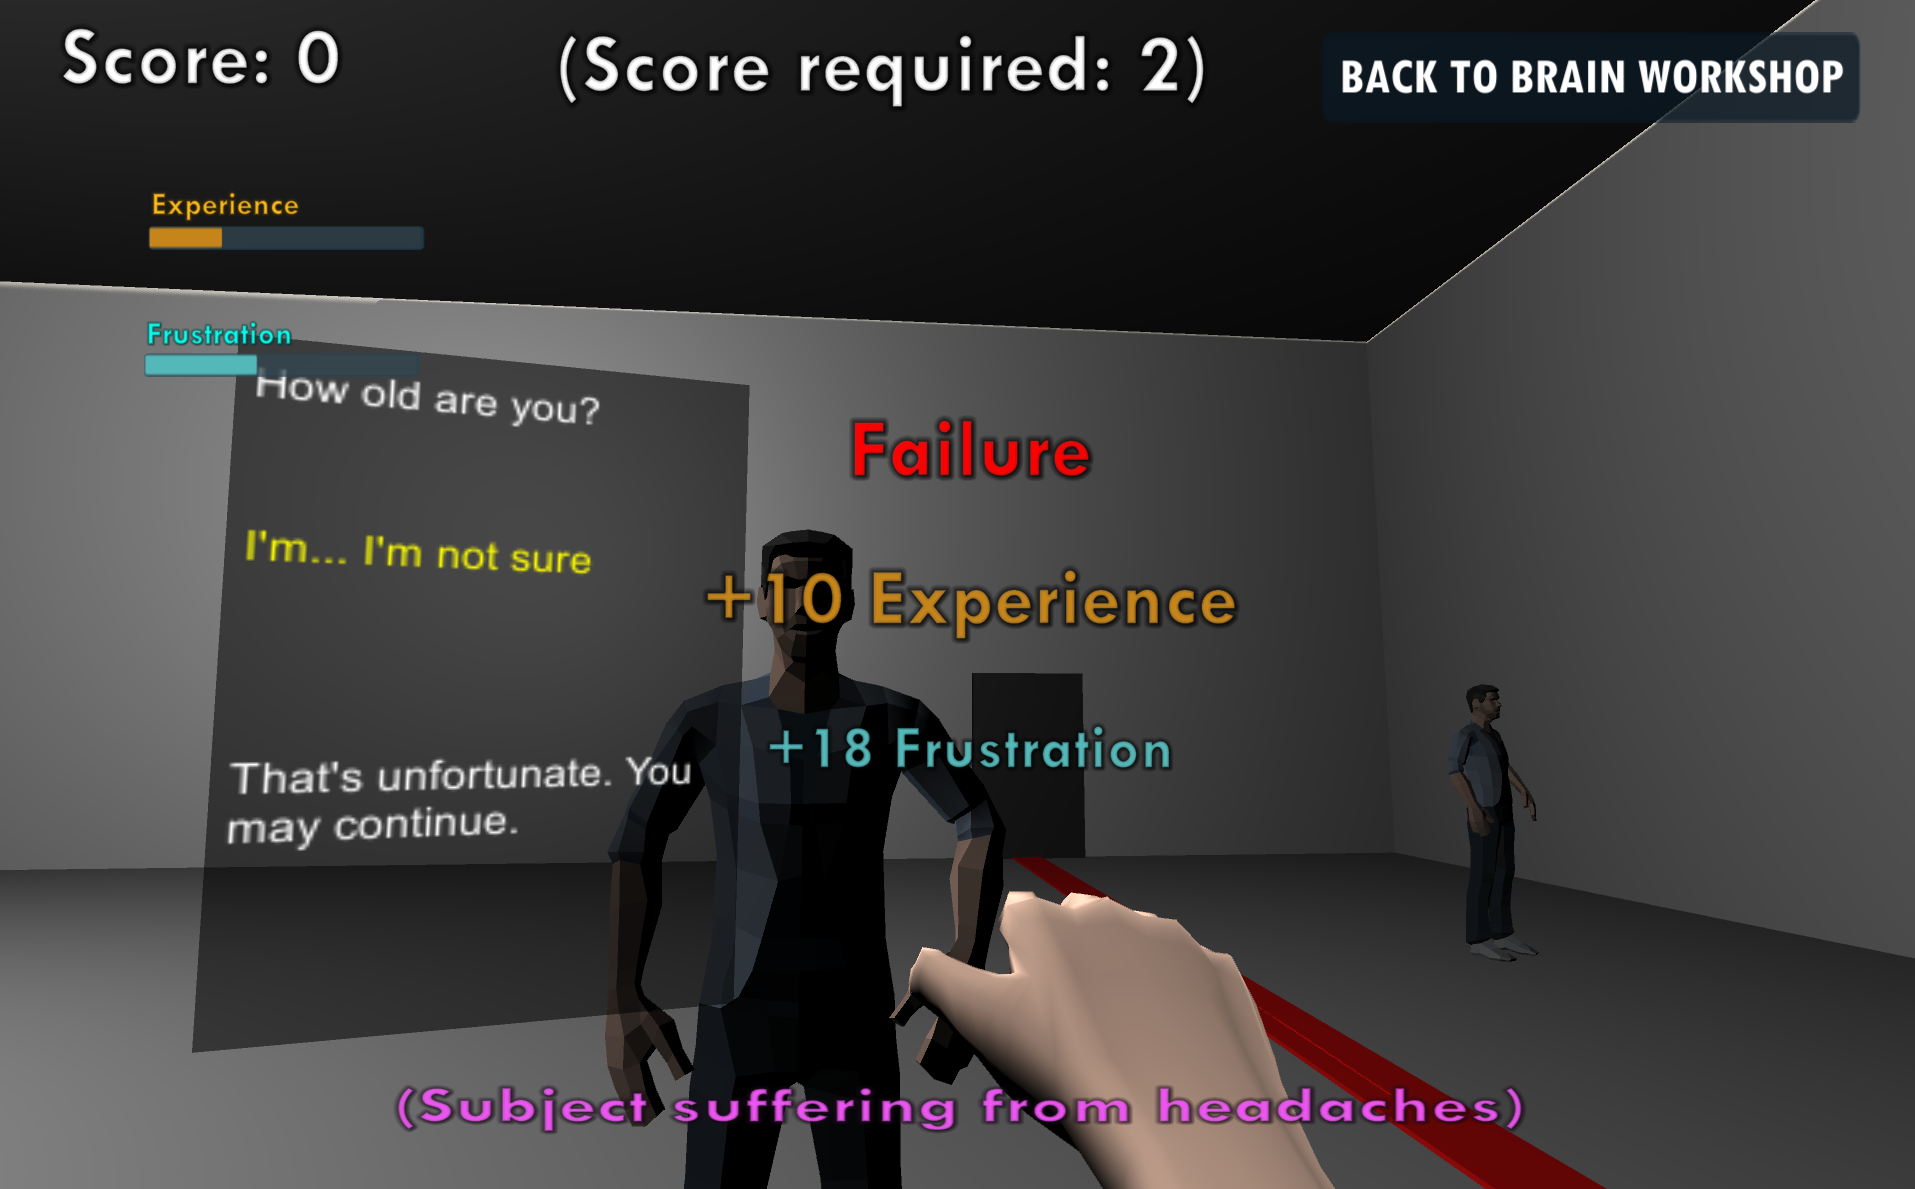 Score: 0
(Score required: 2)
BACK TO BRAIN WORKSHOP
Experience
Frustration
How old are you?
I'm... I'm not sure
That's unfortunate. You
may continue.
Failure
+10 Experience
+18 Frustration
(Subject suffering from headaches)